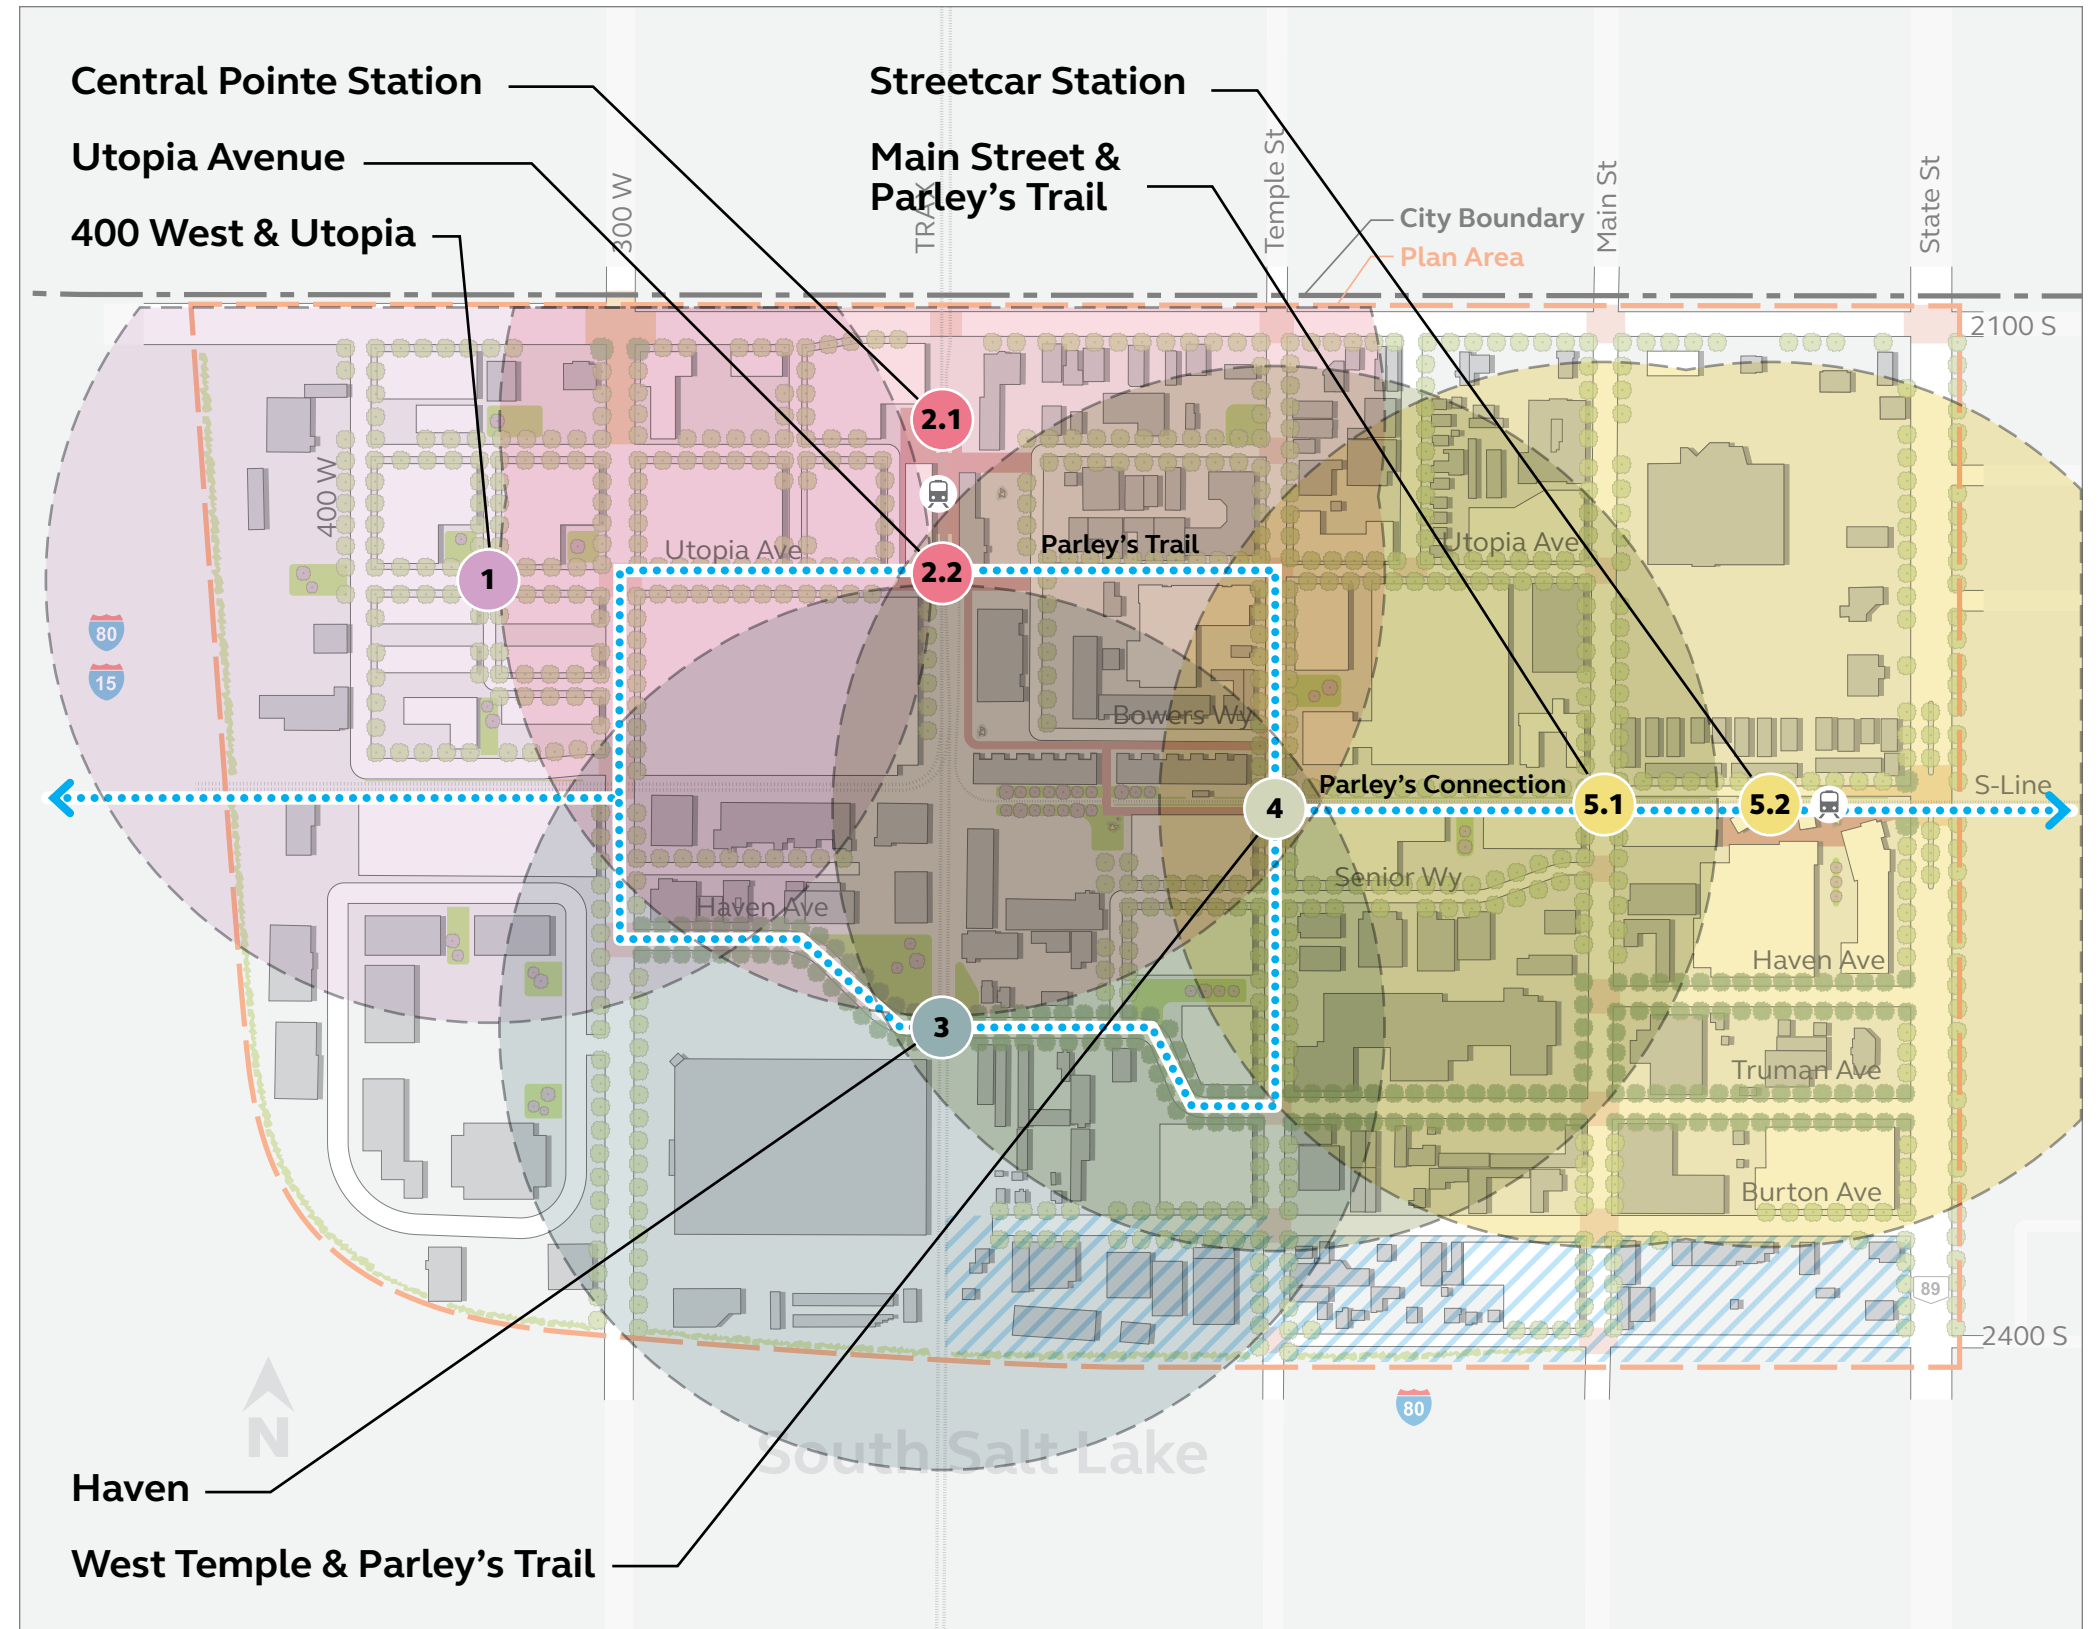 Central Pointe Station
Utopia Avenue
400 West & Utopia
Streetcar Station
Main Street &
Parley's Trail
300 W
TRAX
Temple St
Main St
State St
City Boundary
Plan Area
2100 S
2.1
400 W
Utopia Ave
Parley's Trail
Utopia Ave
1
2.2
80
15
Bowers Wy
Parley's Connection
S-Line
4
5.1
5.2
Senior Wy
Haven Ave
Haven Ave
3
Truman Ave
Burton Ave
89
2400 S
80
N
South Salt Lake
Haven
West Temple & Parley's Trail